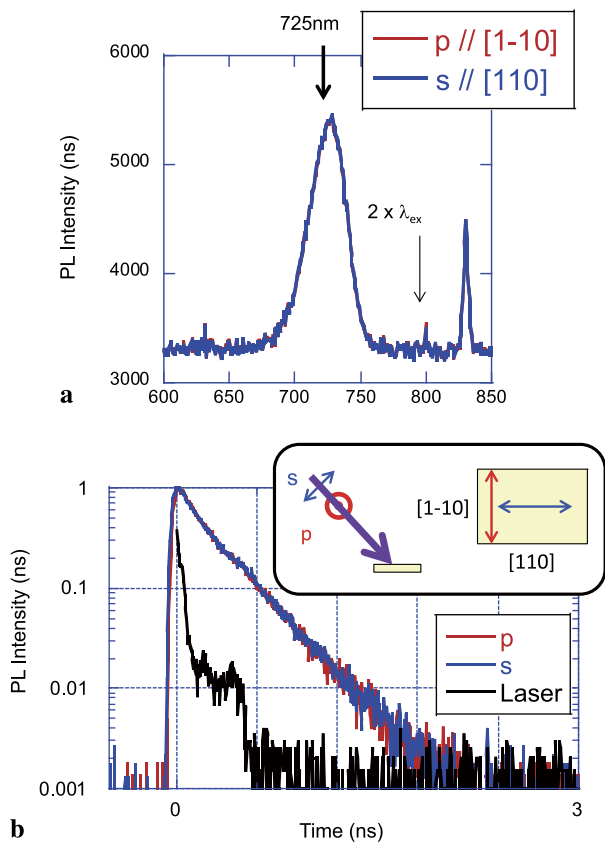 725nm
p // [1-10]
s // [110]
6000
5000
4000
3000
PL Intensity (ns)
2 x λex
600 650 700 750 800 850
a
s
p
[1-10]
[110]
1
0.1
0.01
0.001
PL Intensity (ns)
p
s
Laser
0 3
Time (ns)
b